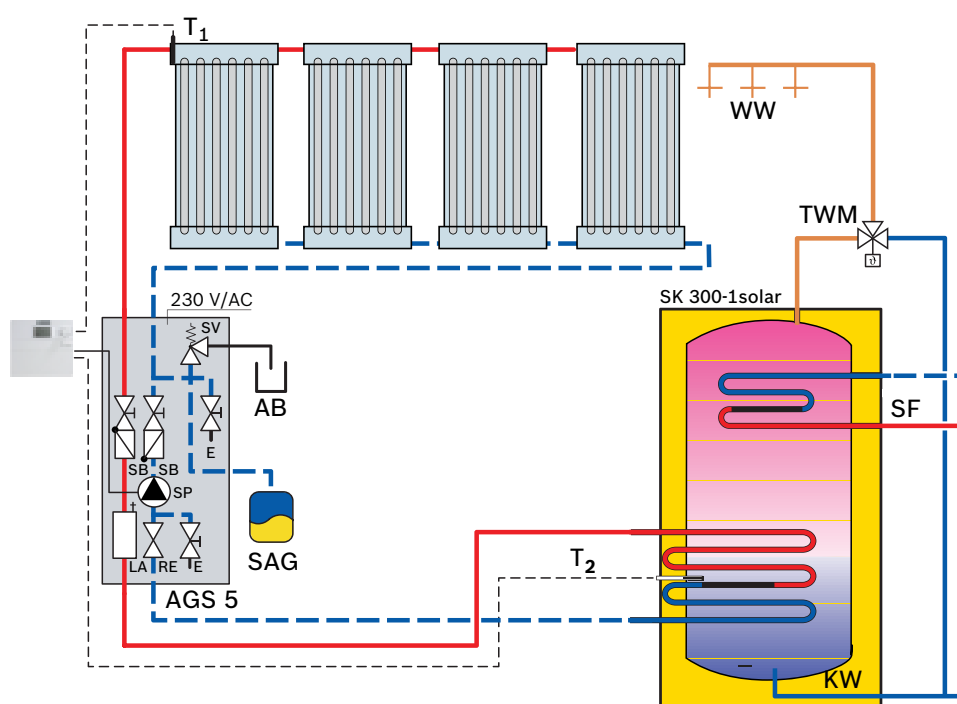 T1
WW
TWM
230 V/AC
SK 300-1solar
SV
AB
SF
E
SB SB
SP
SAG
LA RE E
T2
AGS 5
KW
ϑ